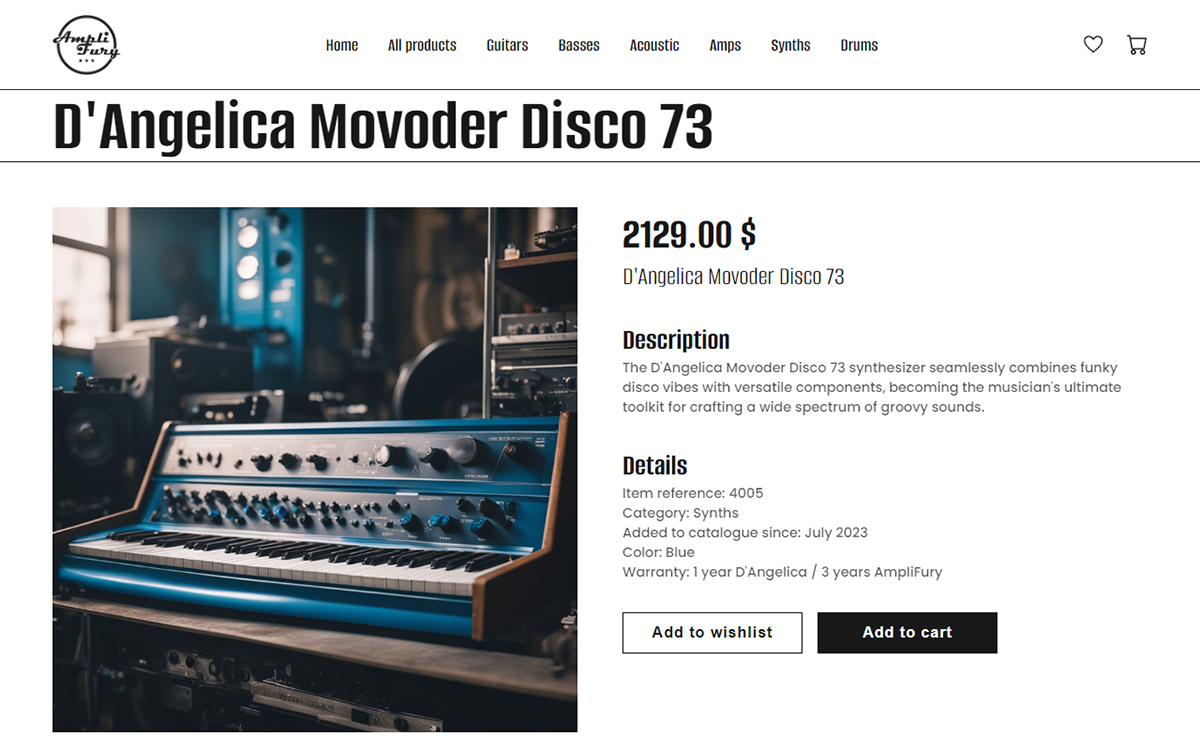 Ampli
Fury
Home All products Guitars Basses Acoustic Amps Synths Drums
D'Angelica Movoder Disco 73
2129.00 $
D'Angelica Movoder Disco 73
Description
The D'Angelica Movoder Disco 73 synthesizer seamlessly combines funky
disco vibes with versatile components, becoming the musician's ultimate
toolkit for crafting a wide spectrum of groovy sounds.
Details
Item reference: 4005
Category: Synths
Added to catalogue since: July 2023
Color: Blue
Warranty: 1 year D'Angelica / 3 years AmpliFury
Add to wishlist Add to cart